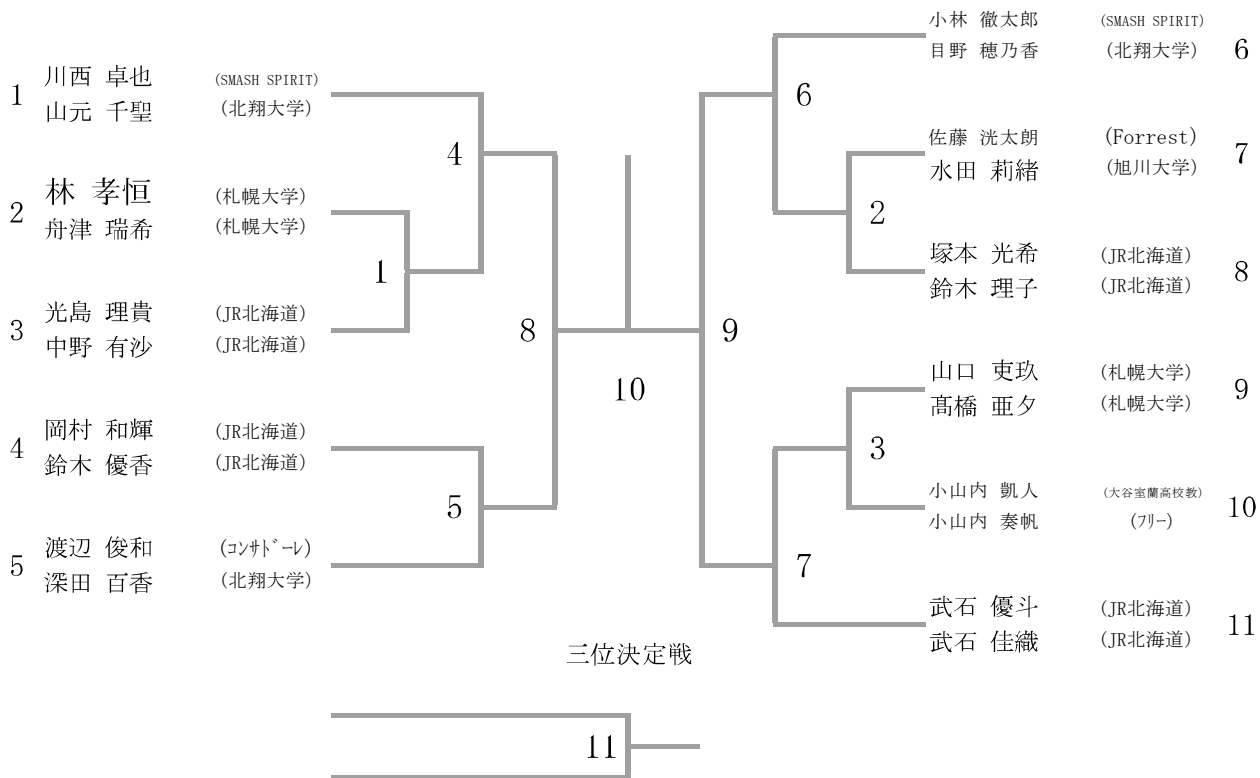 1 川西 卓也 (SMASH SPIRIT)
山元 千聖 (北翔大学)
2 林 孝恒 (札幌大学)
舟津 瑞希 (札幌大学)
3 光島 理貴 (JR北海道)
中野 有沙 (JR北海道)
4 岡村 和輝 (JR北海道)
鈴木 優香 (JR北海道)
5 渡辺 俊和 (コンサドーレ)
深田 百香 (北翔大学)
4
1
8
5
10
9
6
2
3
7
小林 徹太郎 (SMASH SPIRIT) 6
目野 穂乃香 (北翔大学)
佐藤 洸太朗 (Forrest) 7
水田 莉緒 (旭川大学)
塚本 光希 (JR北海道) 8
鈴木 理子 (JR北海道)
山口 吏玖 (札幌大学) 9
髙橋 亜夕 (札幌大学)
小山内 凱人 (大谷室蘭高校教) 10
小山内 奏帆 (フリー)
武石 優斗 (JR北海道) 11
武石 佳織 (JR北海道)
三位決定戦
11